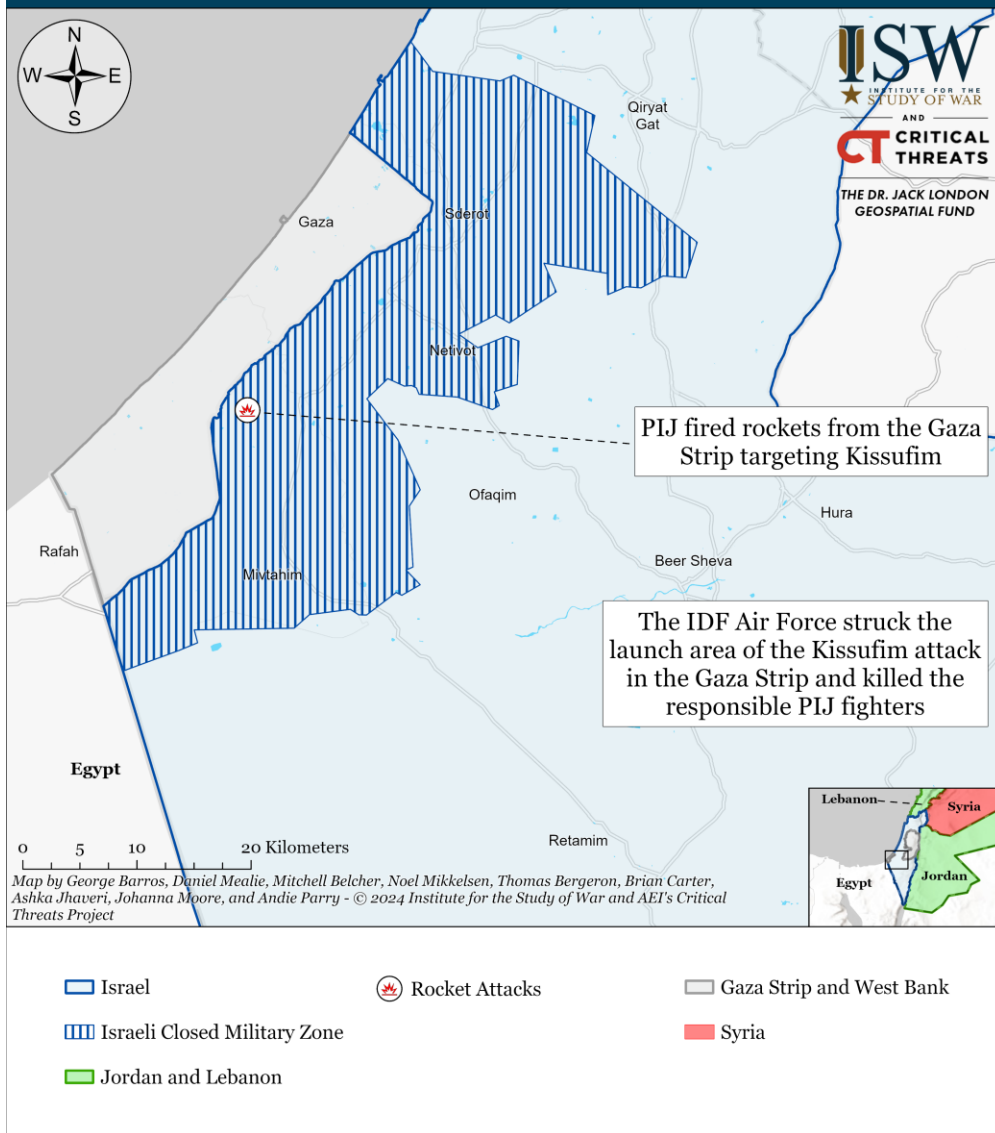 N
W E
S
ISW
INSTITUTE FOR THE
STUDY OF WAR
AND
CT CRITICAL
THREATS
THE DR. JACK LONDON
GEOSPATIAL FUND
Qiryat
Gat
Gaza
Sderot
Netivot
PIJ fired rockets from the Gaza
Strip targeting Kissufim
Ofaqim
Hura
Rafah
Beer Sheva
Mivtahim
The IDF Air Force struck the
launch area of the Kissufim attack
in the Gaza Strip and killed the
responsible PIJ fighters
Egypt
Retamim
0 5 10 20 Kilometers
Map by George Barros, Daniel Mealie, Mitchell Belcher, Noel Mikkelsen, Thomas Bergeron, Brian Carter,
Ashka Jhaveri, Johanna Moore, and Andie Parry - © 2024 Institute for the Study of War and AEI's Critical
Threats Project
Lebanon
Syria
Egypt
Jordan
Israel
Rocket Attacks
Gaza Strip and West Bank
Israeli Closed Military Zone
Syria
Jordan and Lebanon